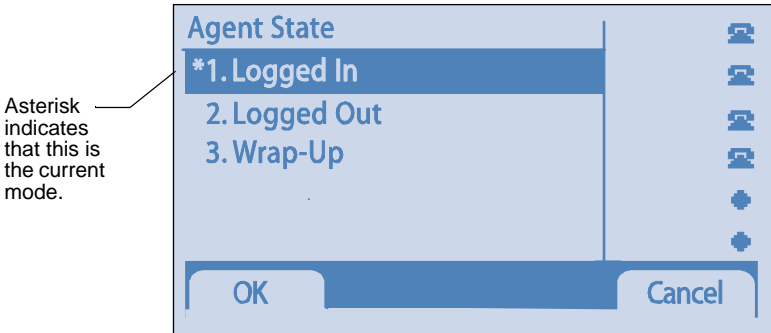 Agent State
*1. Logged In
2. Logged Out
3. Wrap-Up
OK
Cancel
Asterisk
indicates
that this is
the current
mode.